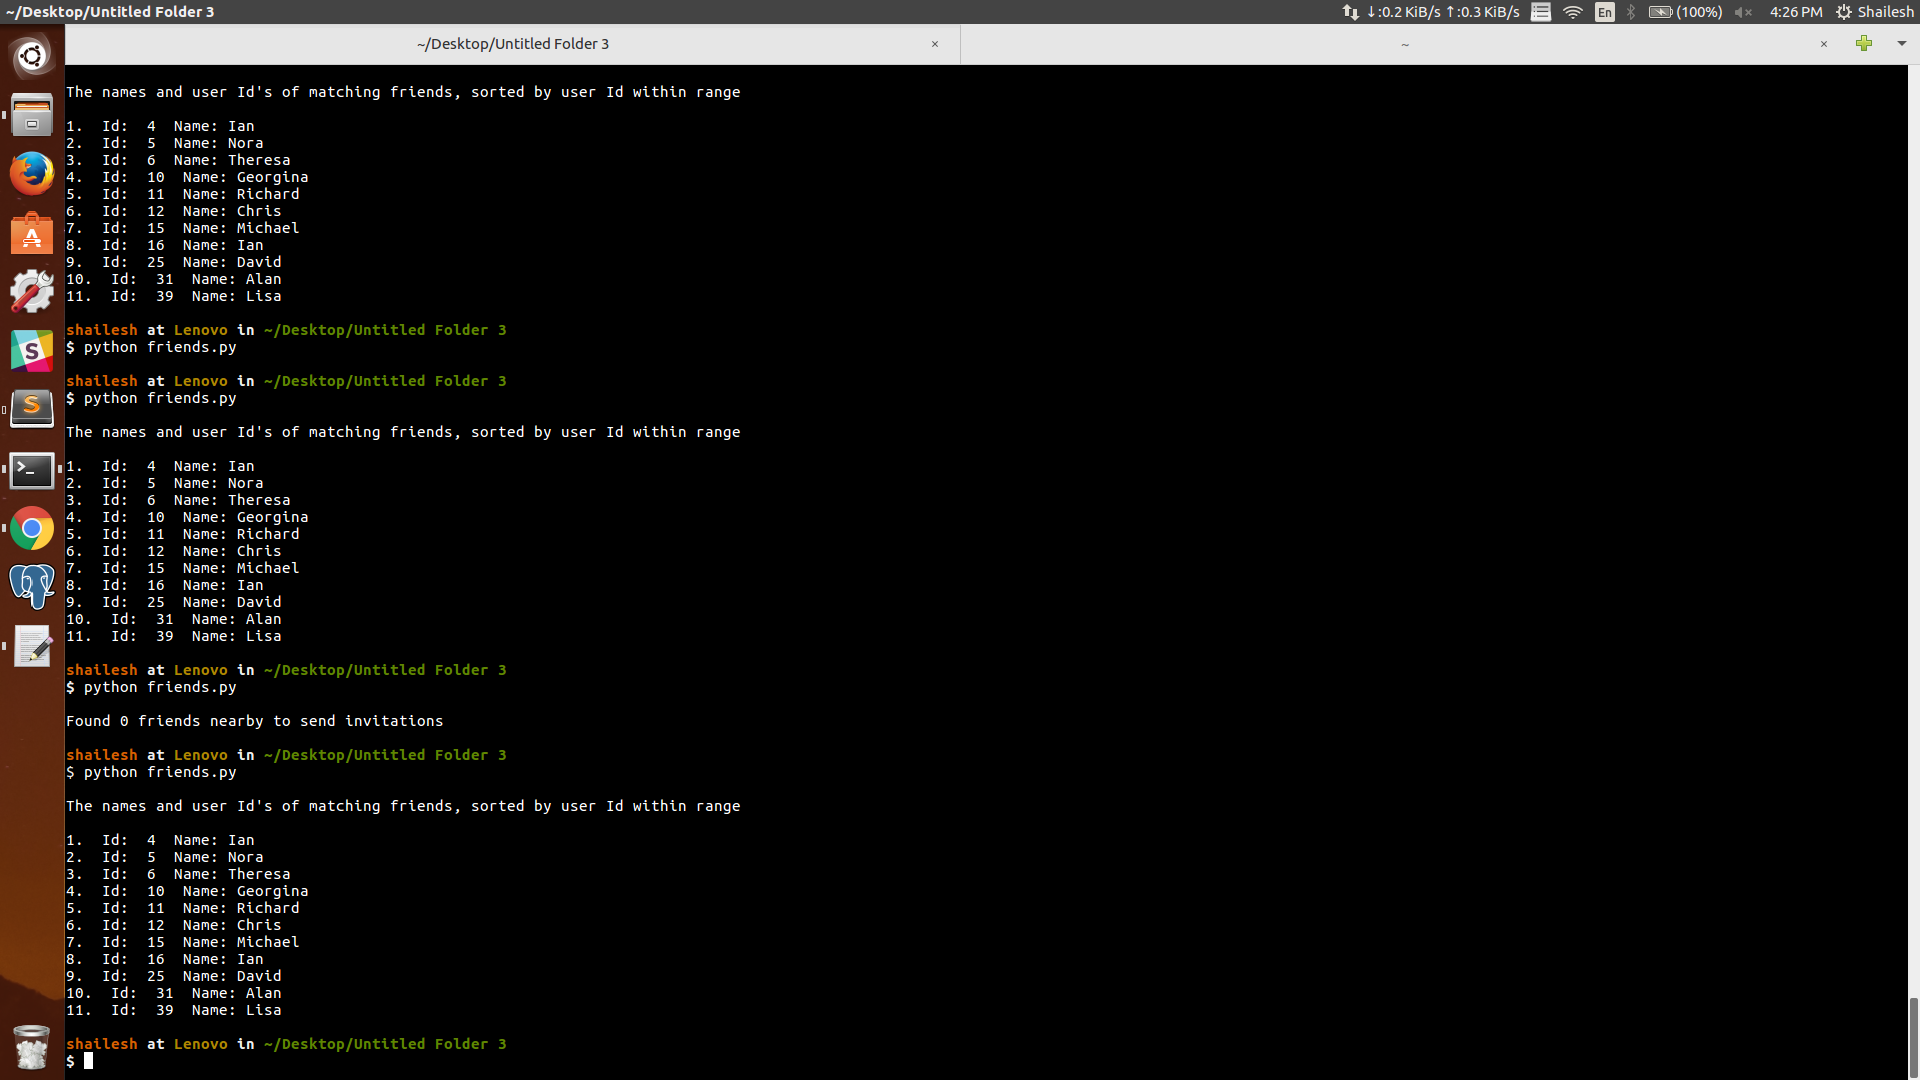 ~/Desktop/Untitled Folder 3
↓:0.2 KiB/s ↑:0.3 KiB/s En (100%) 4:26 PM Shailesh
~/Desktop/Untitled Folder 3 × ~ ×
The names and user Id's of matching friends, sorted by user Id within range
1. Id: 4 Name: Ian
2. Id: 5 Name: Nora
3. Id: 6 Name: Theresa
4. Id: 10 Name: Georgina
5. Id: 11 Name: Richard
6. Id: 12 Name: Chris
7. Id: 15 Name: Michael
8. Id: 16 Name: Ian
9. Id: 25 Name: David
10. Id: 31 Name: Alan
11. Id: 39 Name: Lisa
shailesh at Lenovo in ~/Desktop/Untitled Folder 3
$ python friends.py
shailesh at Lenovo in ~/Desktop/Untitled Folder 3
$ python friends.py
The names and user Id's of matching friends, sorted by user Id within range
1. Id: 4 Name: Ian
2. Id: 5 Name: Nora
3. Id: 6 Name: Theresa
4. Id: 10 Name: Georgina
5. Id: 11 Name: Richard
6. Id: 12 Name: Chris
7. Id: 15 Name: Michael
8. Id: 16 Name: Ian
9. Id: 25 Name: David
10. Id: 31 Name: Alan
11. Id: 39 Name: Lisa
shailesh at Lenovo in ~/Desktop/Untitled Folder 3
$ python friends.py
Found 0 friends nearby to send invitations
shailesh at Lenovo in ~/Desktop/Untitled Folder 3
$ python friends.py
The names and user Id's of matching friends, sorted by user Id within range
1. Id: 4 Name: Ian
2. Id: 5 Name: Nora
3. Id: 6 Name: Theresa
4. Id: 10 Name: Georgina
5. Id: 11 Name: Richard
6. Id: 12 Name: Chris
7. Id: 15 Name: Michael
8. Id: 16 Name: Ian
9. Id: 25 Name: David
10. Id: 31 Name: Alan
11. Id: 39 Name: Lisa
shailesh at Lenovo in ~/Desktop/Untitled Folder 3
$